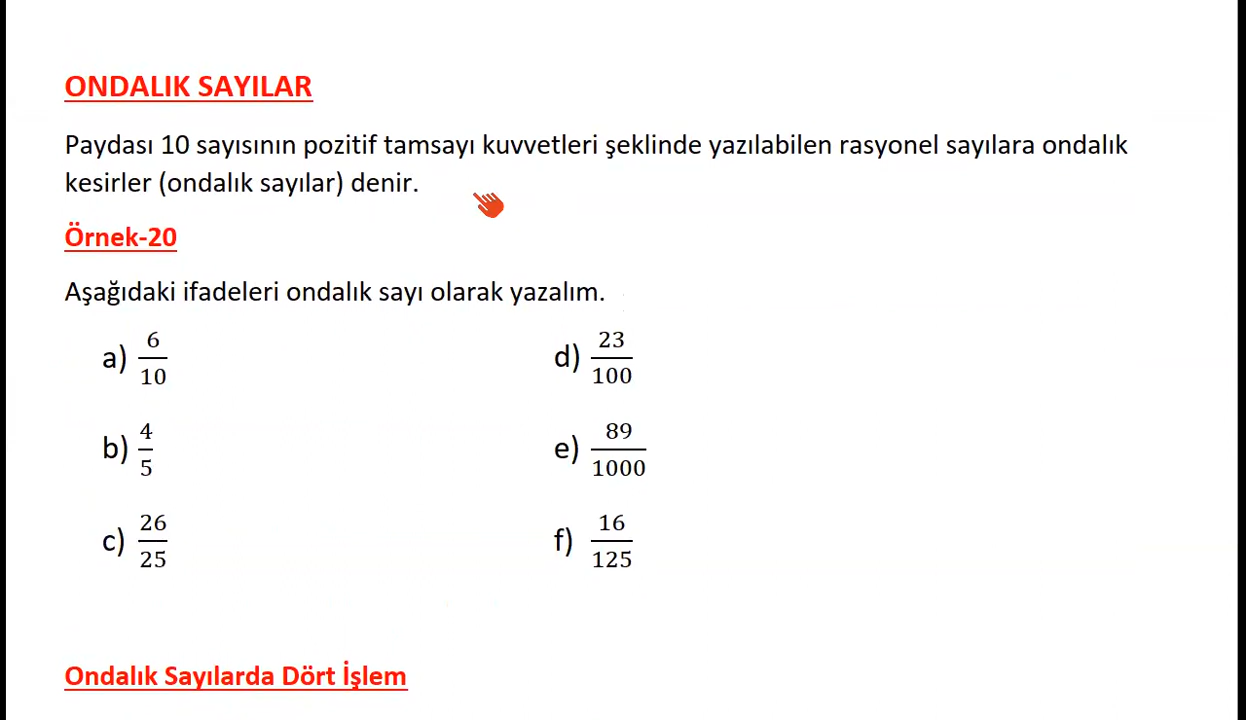 ONDALIK SAYILAR
Paydası 10 sayısının pozitif tamsayı kuvvetleri şeklinde yazılabilen rasyonel sayılara ondalık
kesirler (ondalık sayılar) denir.
Örnek-20
Aşağıdaki ifadeleri ondalık sayı olarak yazalım.
a) 6/10
b) 4/5
c) 26/25
d) 23/100
e) 89/1000
f) 16/125
Ondalık Sayılarda Dört İşlem